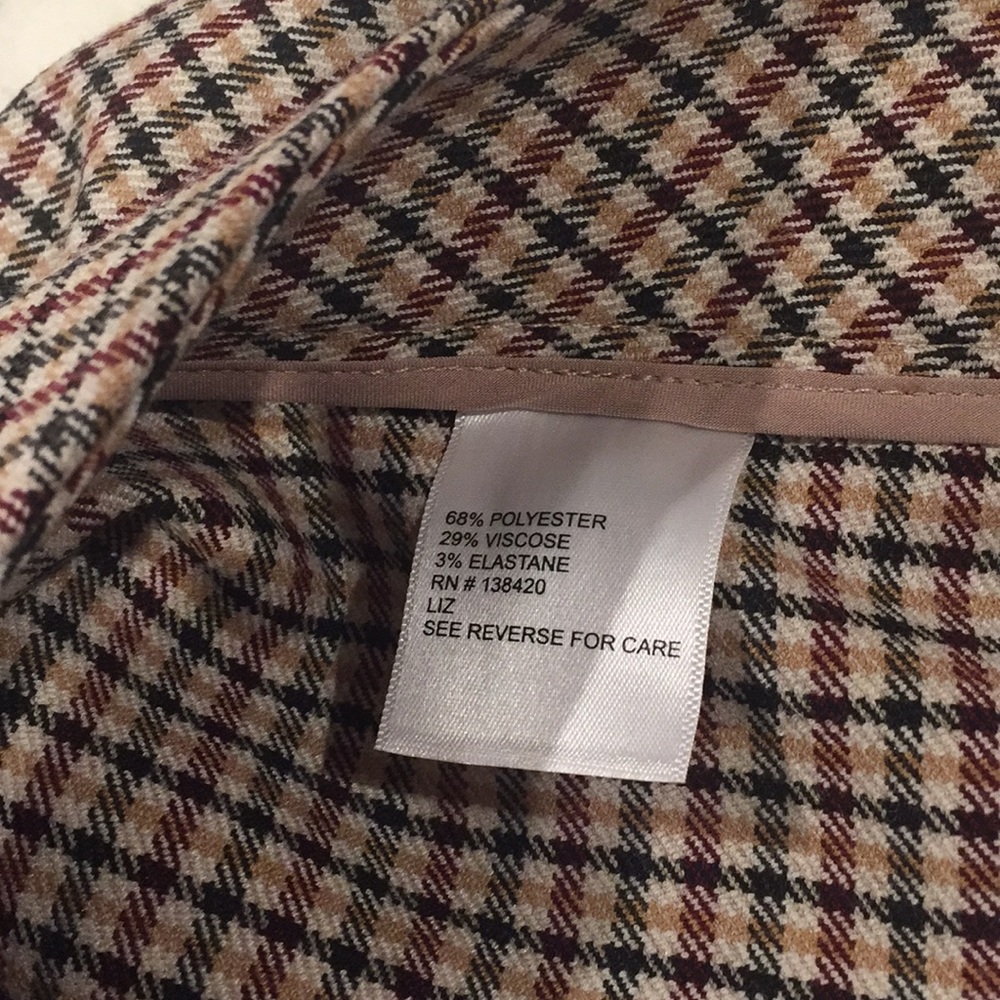 68% POLYESTER
29% VISCOSE
3% ELASTANE
RN # 138420
LIZ
SEE REVERSE FOR CARE